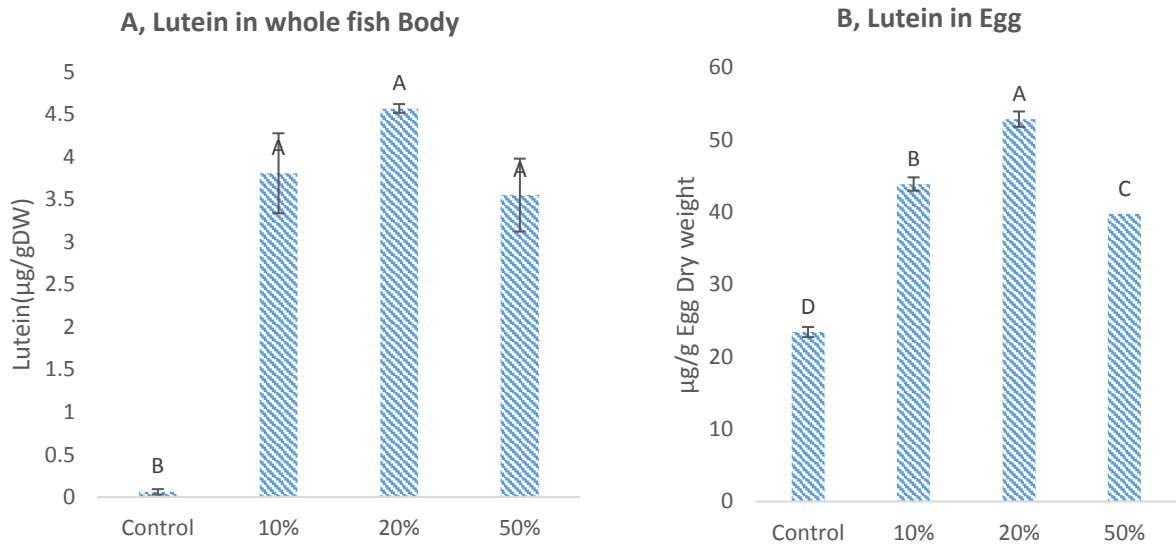 A, Lutein in whole fish Body
Lutein(µg/gDW)
5
4.5
4
3.5
3
2.5
2
1.5
1
0.5
0
B
A
A
A
Control 10% 20% 50%
B, Lutein in Egg
µg/g Egg Dry weight
60
50
40
30
20
10
0
D
B
A
C
Control 10% 20% 50%